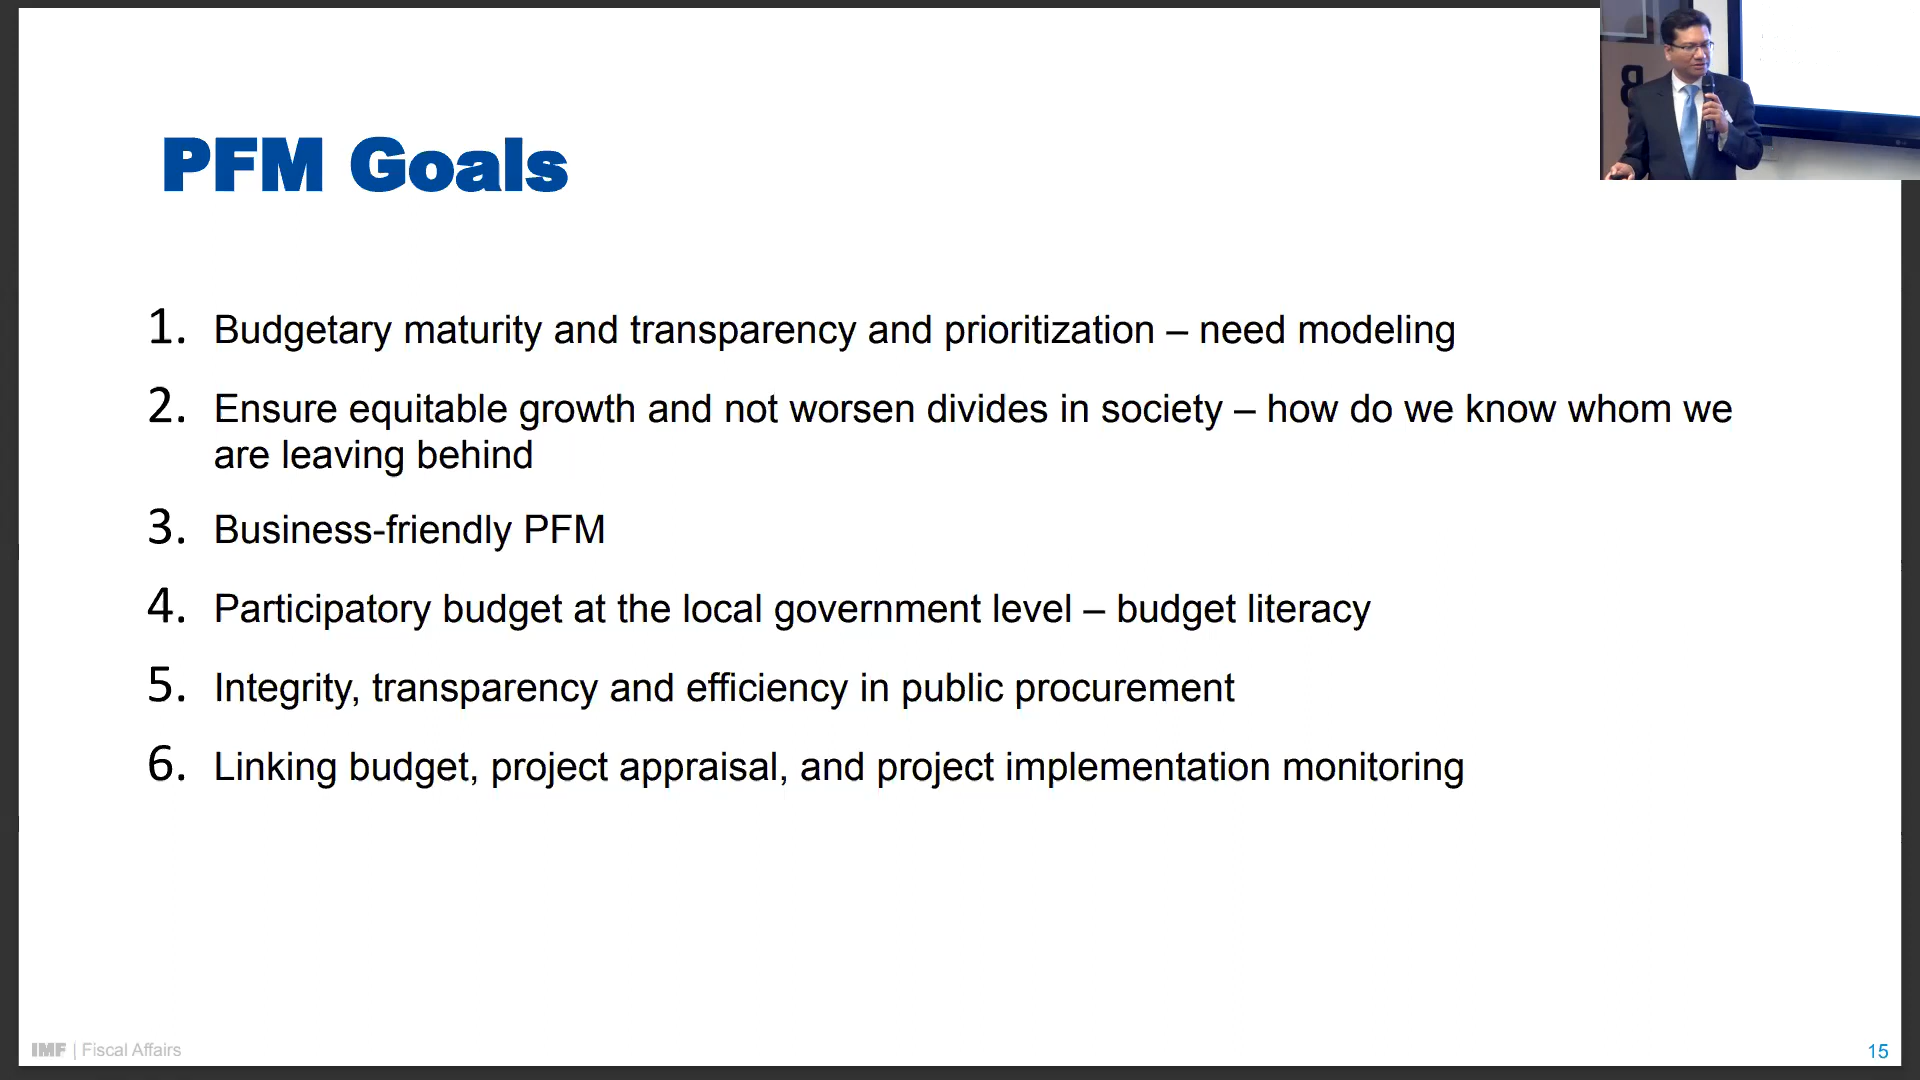 PFM Goals
1. Budgetary maturity and transparency and prioritization – need modeling
2. Ensure equitable growth and not worsen divides in society – how do we know whom we
are leaving behind
3. Business-friendly PFM
4. Participatory budget at the local government level – budget literacy
5. Integrity, transparency and efficiency in public procurement
6. Linking budget, project appraisal, and project implementation monitoring
IMF | Fiscal Affairs
15